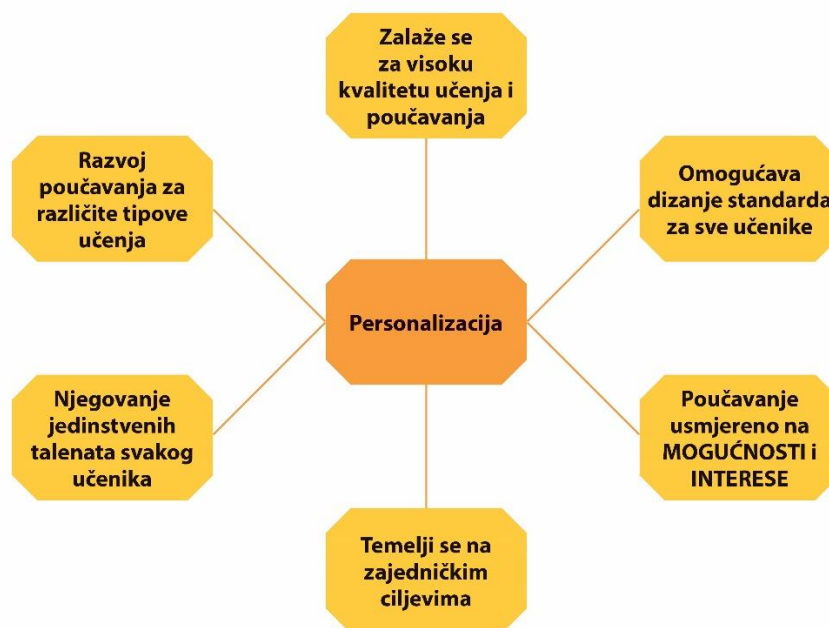 Zalaže se
za visoku
kvalitetu učenja i
poučavanja
Razvoj
poučavanja za
različite tipove
učenja
Omogućava
dizanje standarda
za sve učenike
Personalizacija
Njegovanje
jedinstvenih
talenata svakog
učenika
Poučavanje
usmjereno na
MOGUĆNOSTI i
INTERESE
Temelji se na
zajedničkim
ciljevima